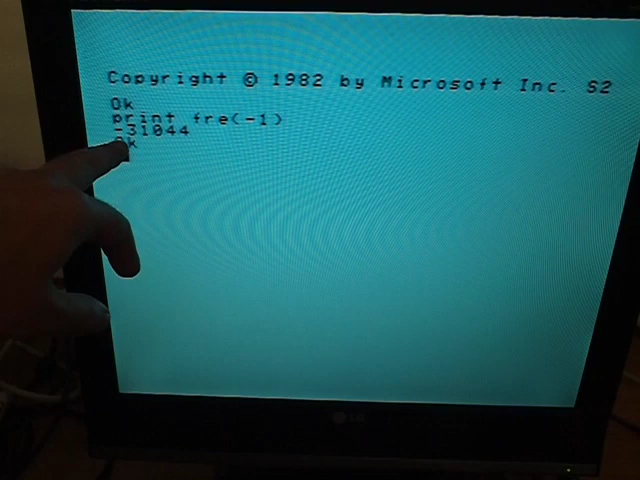 Copyright © 1982 by Microsoft Inc. S2
Ok
print fre(-1)
-31044
Ok
LG